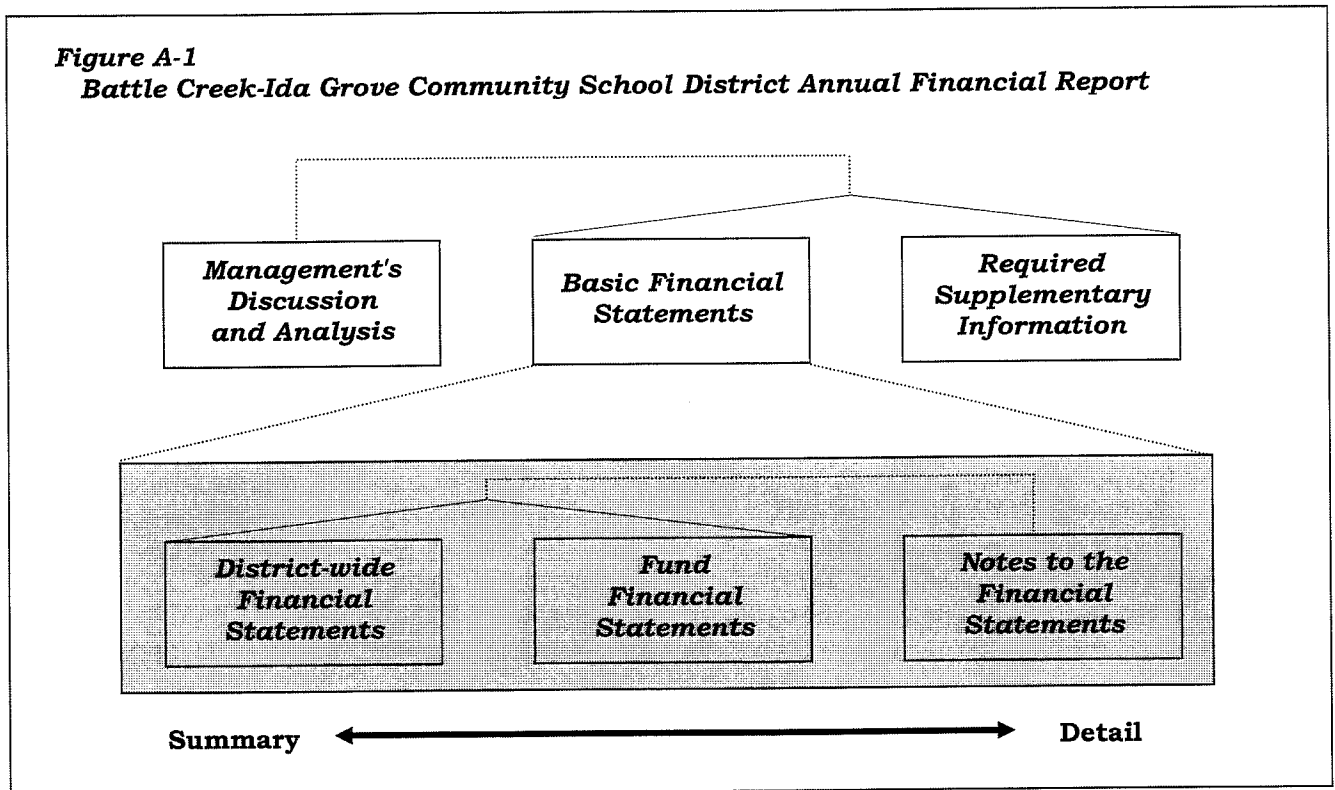 Figure A-1
Battle Creek-Ida Grove Community School District Annual Financial Report
Management's
Discussion
and Analysis
Basic Financial
Statements
Required
Supplementary
Information
District-wide
Financial
Statements
Fund
Financial
Statements
Notes to the
Financial
Statements
Summary
Detail